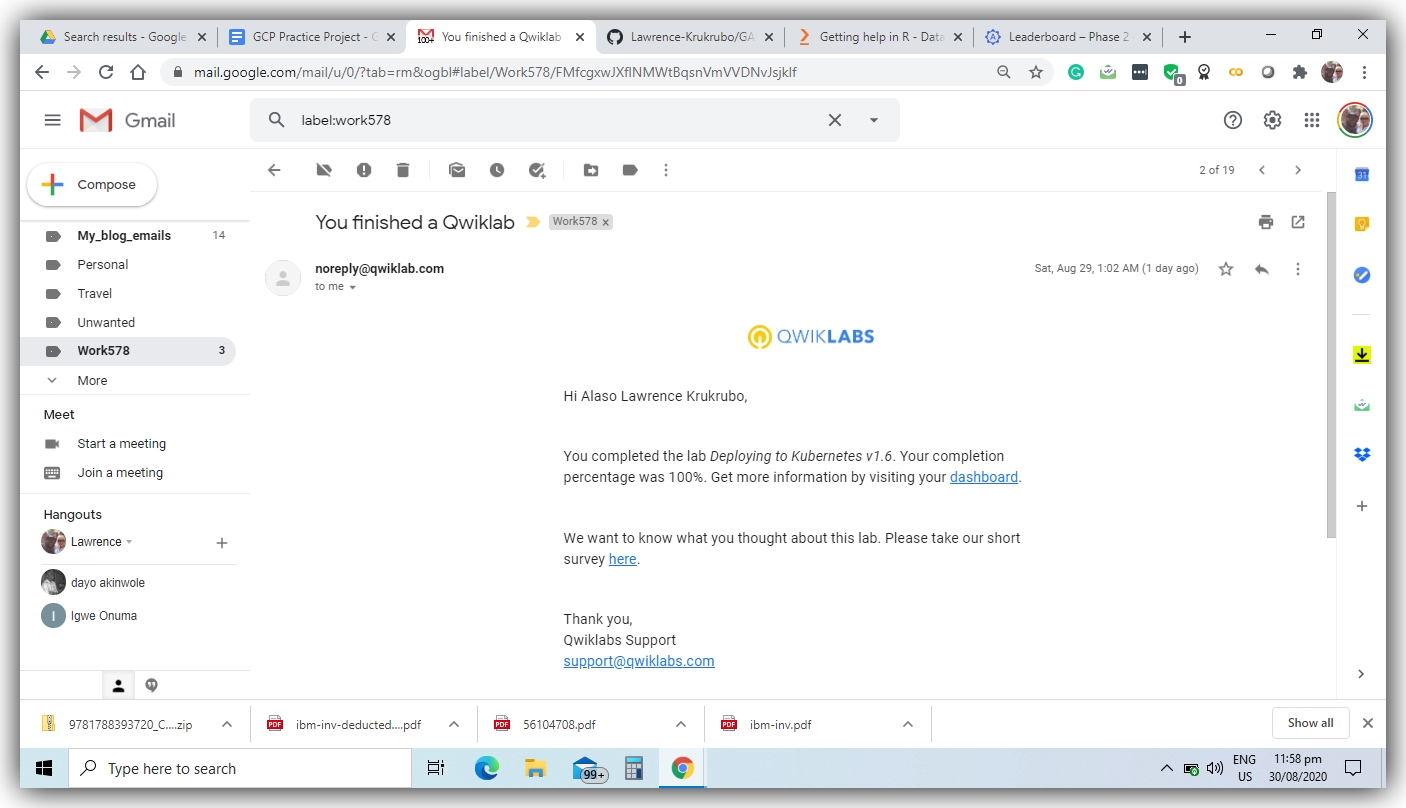 Search results - Google
GCP Practice Project - G
100+
You finished a Qwiklab
Lawrence-Krukrubo/GA
Getting help in R - Data
Leaderboard – Phase 2
mail.google.com/mail/u/0/?tab=rm&ogbl#label/Work578/FMfcgxwJXflNMWtBqsnVmVVDNvJsjklf
0
Gmail
label:work578
Compose
2 of 19
31
My_blog_emails 14
Personal
Travel
Unwanted
Work578 3
More
Meet
Start a meeting
Join a meeting
Hangouts
Lawrence
dayo akinwole
I
Igwe Onuma
You finished a Qwiklab Work578 x
noreply@qwiklab.com
Sat, Aug 29, 1:02 AM (1 day ago)
to me
QWIKLABS
Hi Alaso Lawrence Krukrubo,
You completed the lab Deploying to Kubernetes v1.6. Your completion
percentage was 100%. Get more information by visiting your dashboard.
We want to know what you thought about this lab. Please take our short
survey here.
Thank you,
Qwiklabs Support
support@qwiklabs.com
9781788393720_C....zip
PDF
ibm-inv-deducted....pdf
PDF
56104708.pdf
PDF
ibm-inv.pdf
Show all
Type here to search
99+
ENG
US
11:58 pm
30/08/2020